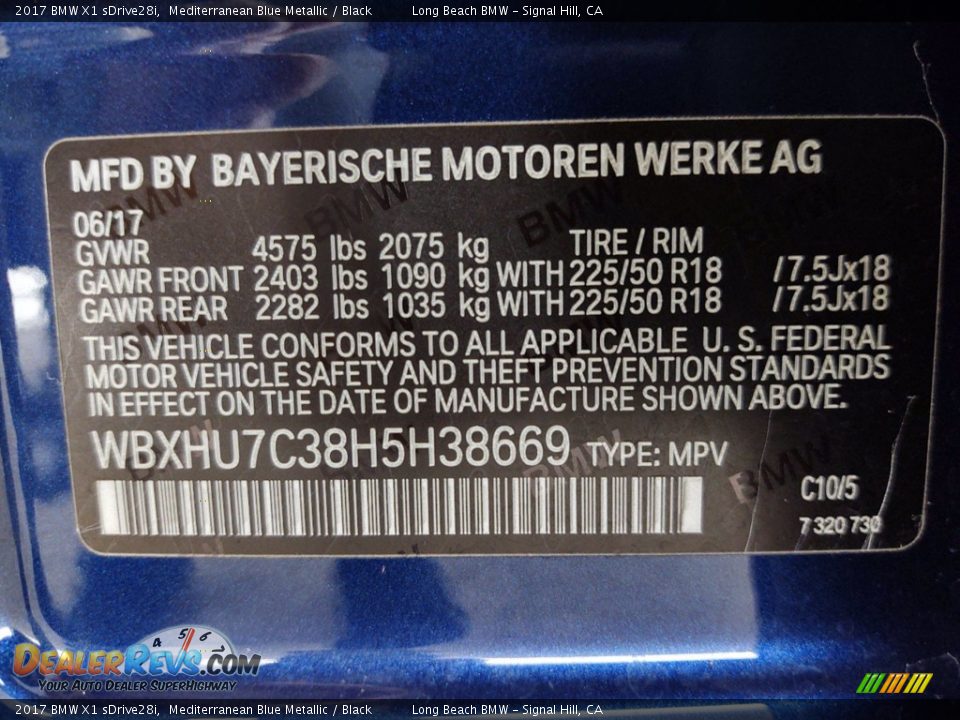 2017 BMW X1 sDrive28i, Mediterranean Blue Metallic / Black Long Beach BMW - Signal Hill, CA
MFD BY BAYERISCHE MOTOREN WERKE AG
06/17
GVWR 4575 lbs 2075 kg TIRE / RIM
GAWR FRONT 2403 lbs 1090 kg WITH 225/50 R18 /7.5Jx18
GAWR REAR 2282 lbs 1035 kg WITH 225/50 R18 /7.5Jx18
THIS VEHICLE CONFORMS TO ALL APPLICABLE U. S. FEDERAL
MOTOR VEHICLE SAFETY AND THEFT PREVENTION STANDARDS
IN EFFECT ON THE DATE OF MANUFACTURE SHOWN ABOVE.
WBXHU7C38H5H38669 TYPE: MPV
C10/5
7 320 730
4 5 6
DealerRevs.com
Your Auto Dealer SuperHighway
2017 BMW X1 sDrive28i, Mediterranean Blue Metallic / Black Long Beach BMW - Signal Hill, CA